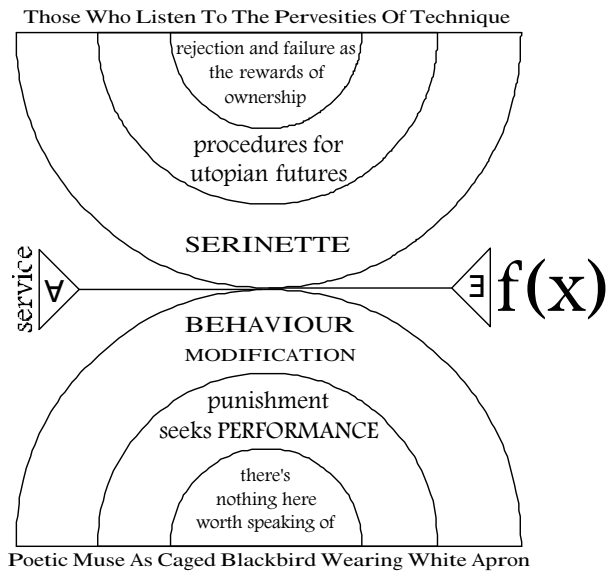 Those Who Listen To The Pervesities Of Technique
rejection and failure as
the rewards of
ownership
procedures for
utopian futures
SERINETTE
service
∀
∃
f(x)
BEHAVIOUR
MODIFICATION
punishment
seeks PERFORMANCE
there's
nothing here
worth speaking of
Poetic Muse As Caged Blackbird Wearing White Apron